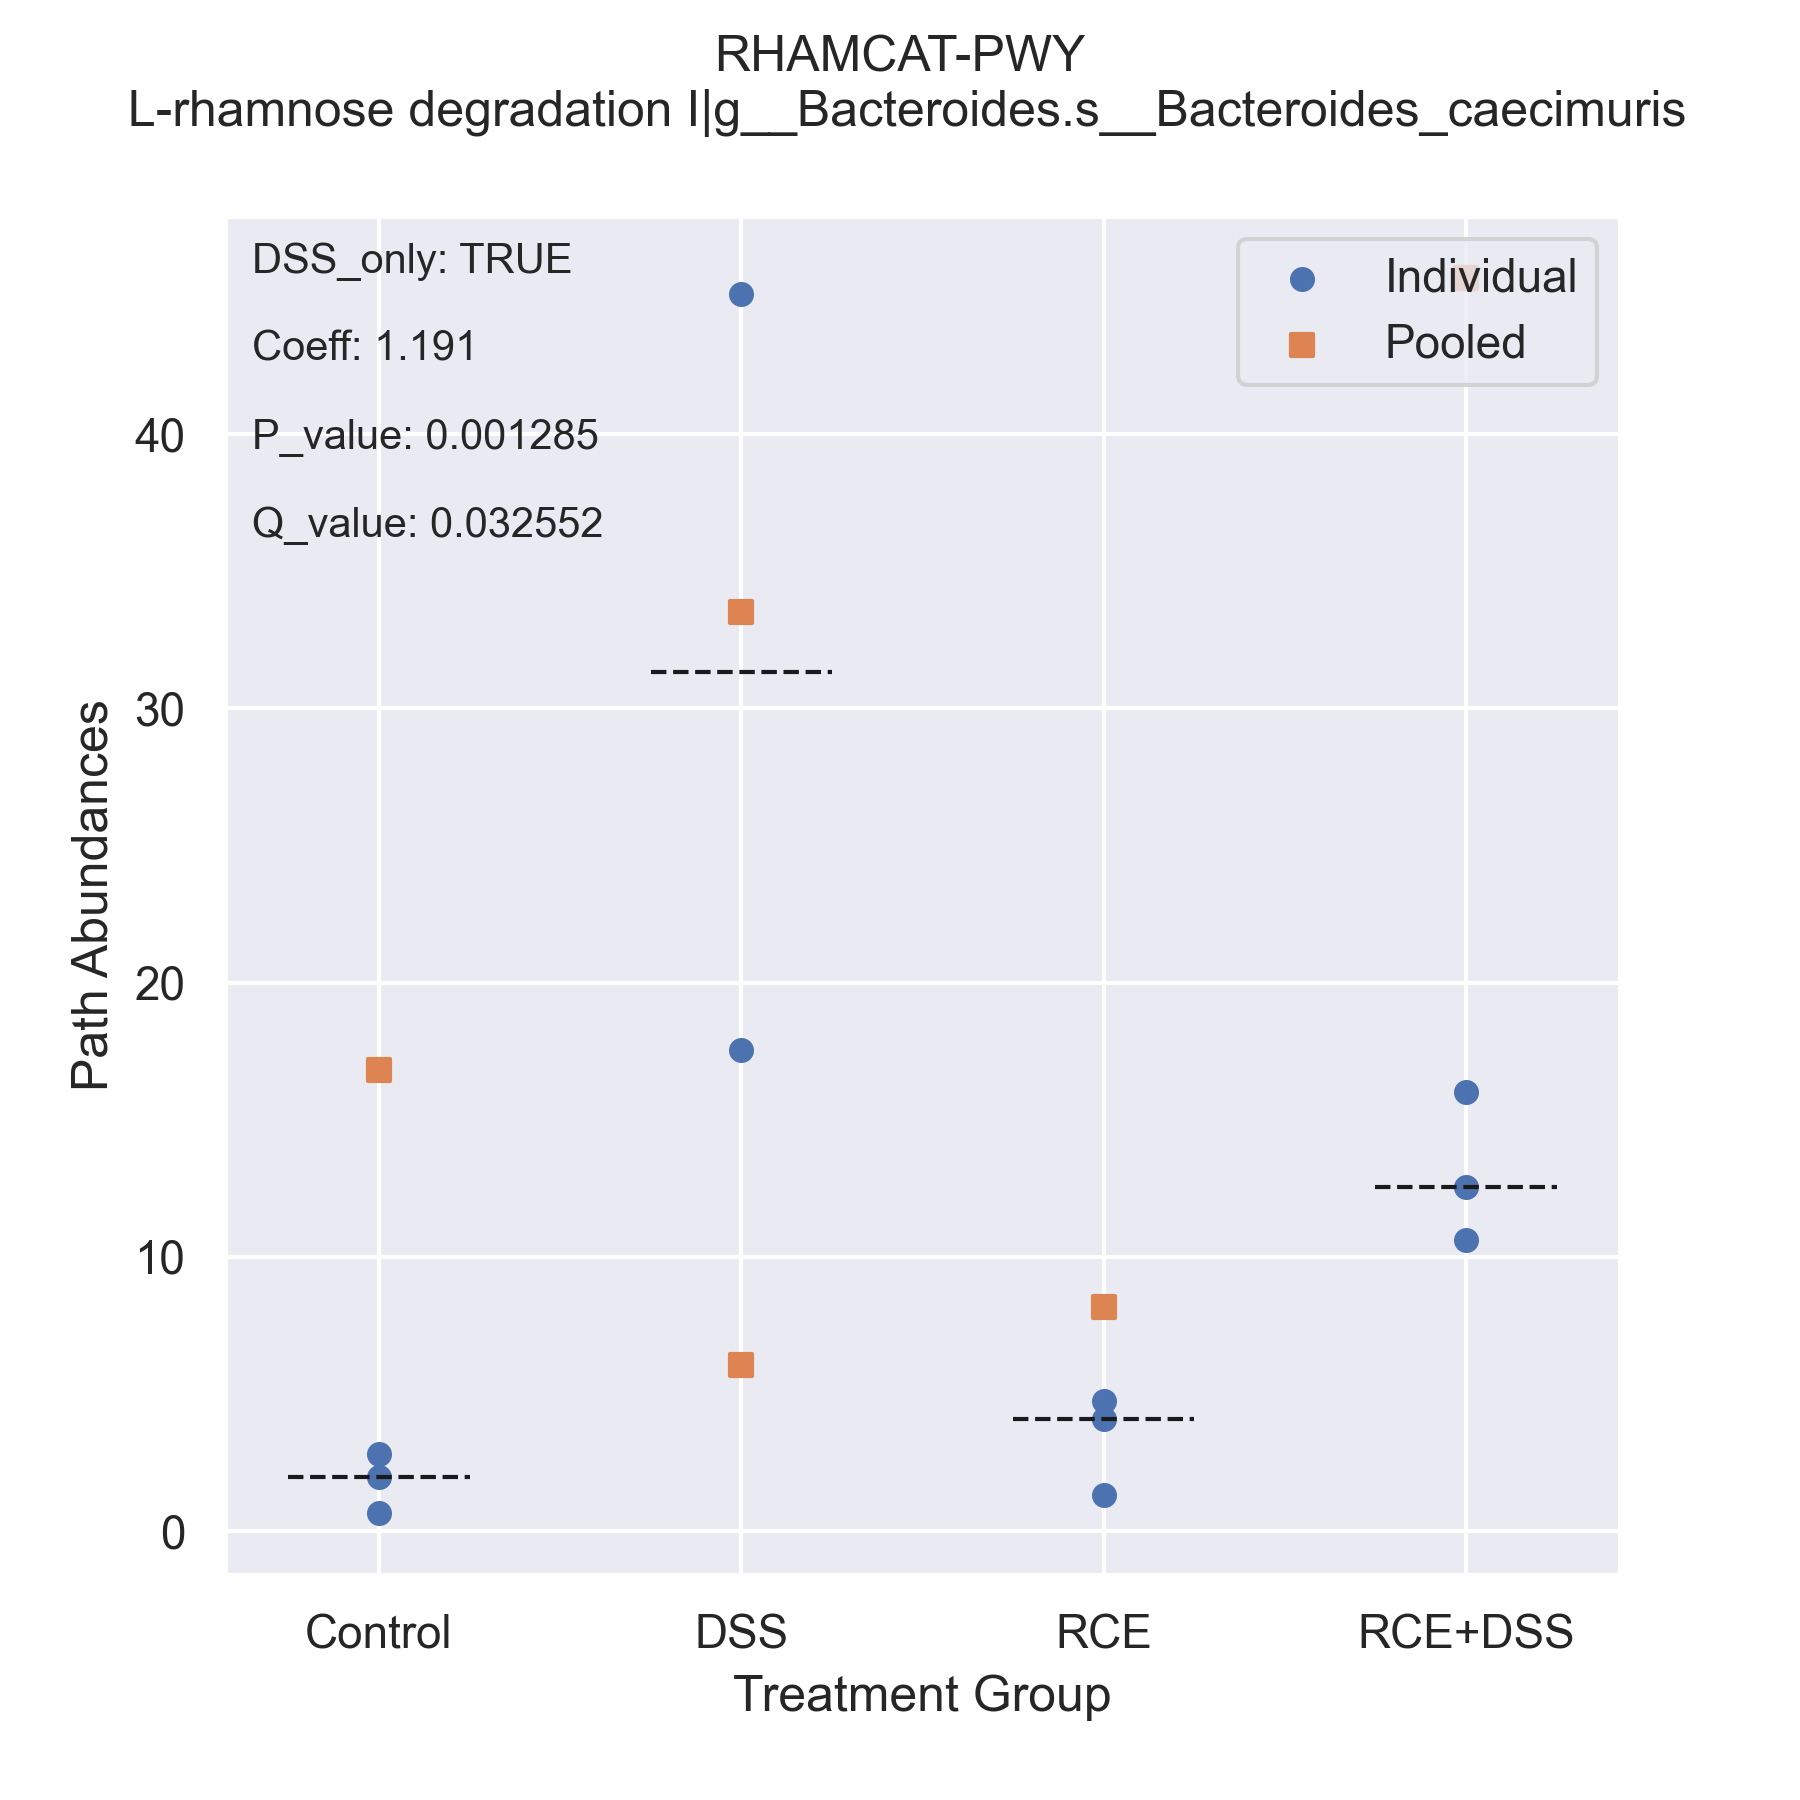 RHAMCAT-PWY
L-rhamnose degradation I|g__Bacteroides.s__Bacteroides_caecimuris
DSS_only: TRUE
Coeff: 1.191
P_value: 0.001285
Q_value: 0.032552
Individual
Pooled
Path Abundances
40
30
20
10
0
Control
DSS
RCE
RCE+DSS
Treatment Group